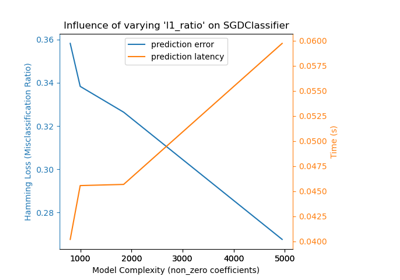 Influence of varying 'l1_ratio' on SGDClassifier
prediction error
prediction latency
0.36
0.34
0.32
0.30
0.28
Hamming Loss (Misclassification Ratio)
0.0600
0.0575
0.0550
0.0525
0.0500
0.0475
0.0450
0.0425
0.0400
Time (s)
1000 2000 3000 4000 5000
Model Complexity (non_zero coefficients)